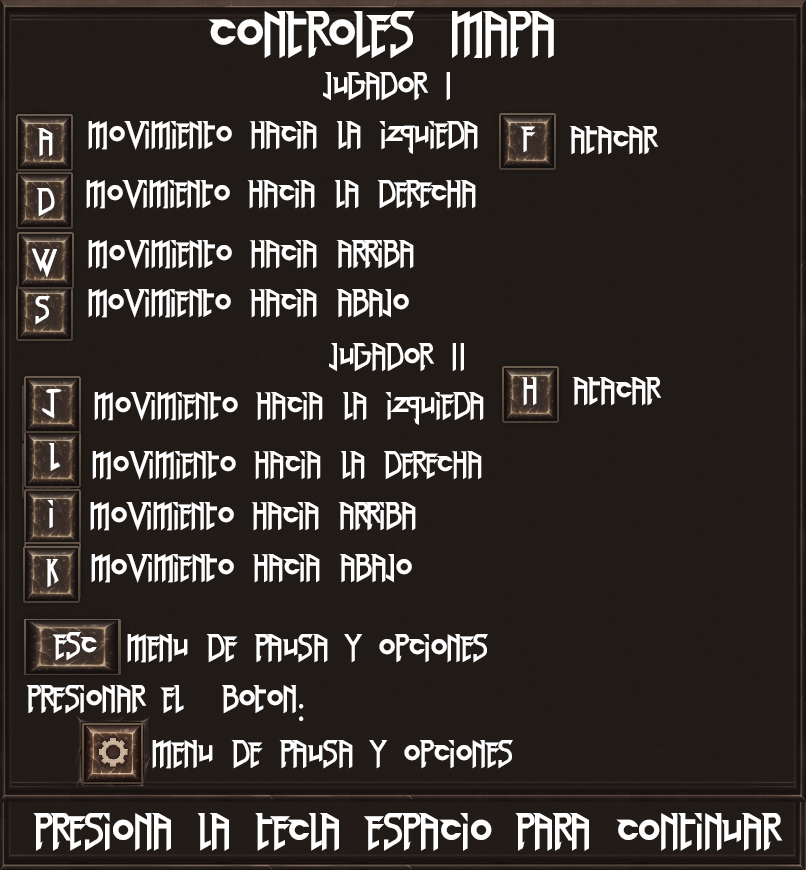 CONTROLES MAPA
JUGADOR I
A MOVIMIENTO HACIA LA IZQUIEDA F ATACAR
D MOVIMIENTO HACIA LA DERECHA
W MOVIMIENTO HACIA ARRIBA
S MOVIMIENTO HACIA ABAJO
JUGADOR II
J MOVIMIENTO HACIA LA IZQUIEDA H ATACAR
L MOVIMIENTO HACIA LA DERECHA
I MOVIMIENTO HACIA ARRIBA
K MOVIMIENTO HACIA ABAJO
ESC MENU DE PAUSA Y OPCIONES
PRESIONAR EL BOTON:
MENU DE PAUSA Y OPCIONES
PRESIONA LA TECLA ESPACIO PARA CONTINUAR